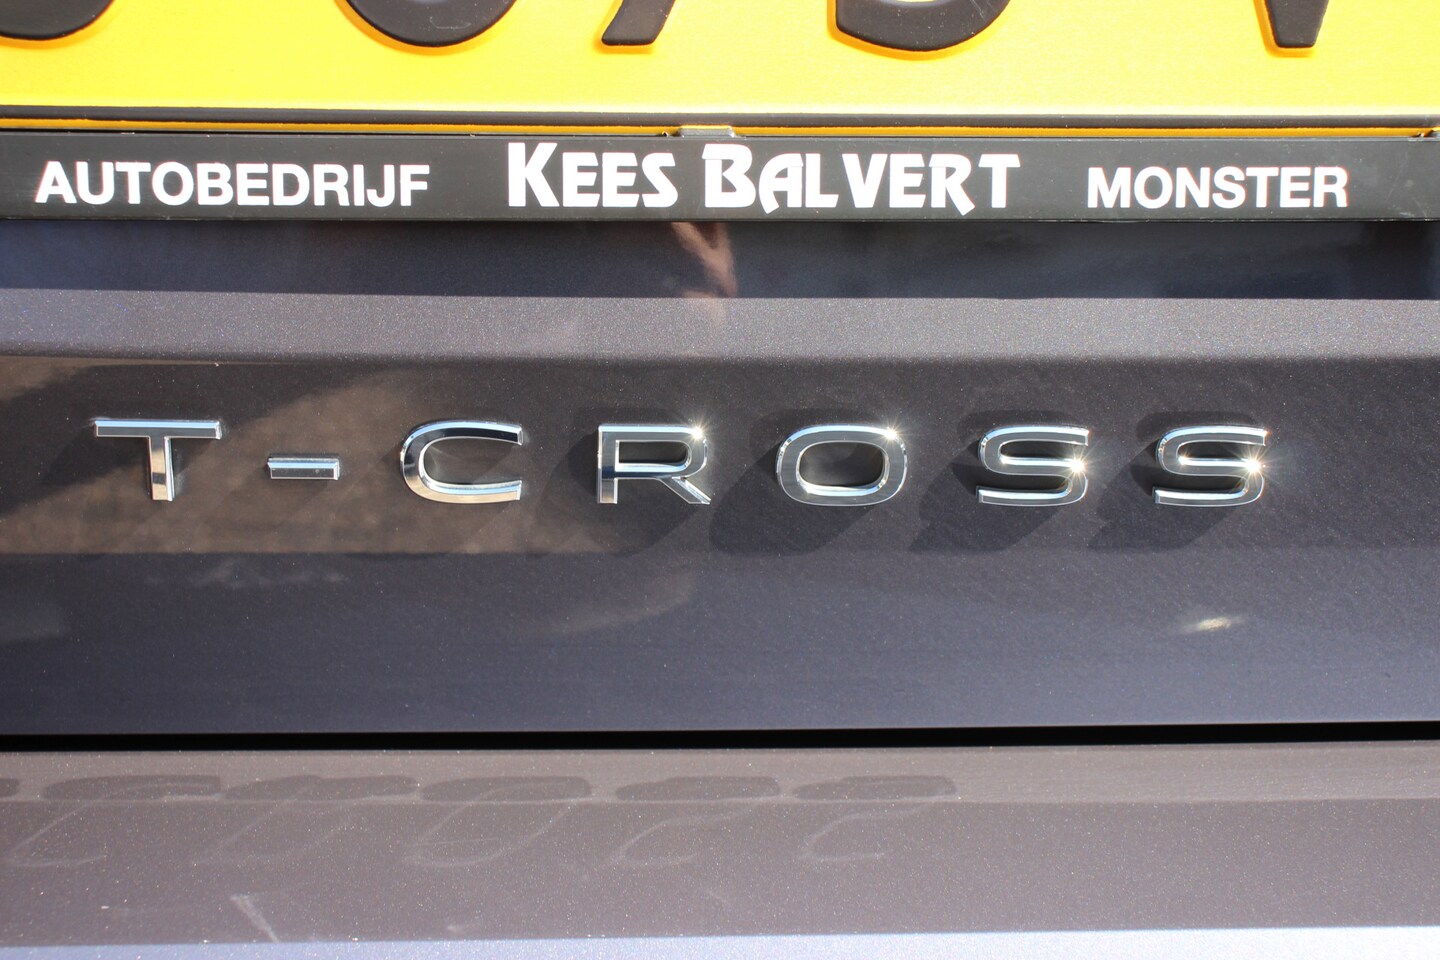 AUTOBEDRIJF KEES BALVERT MONSTER
T-CROSS